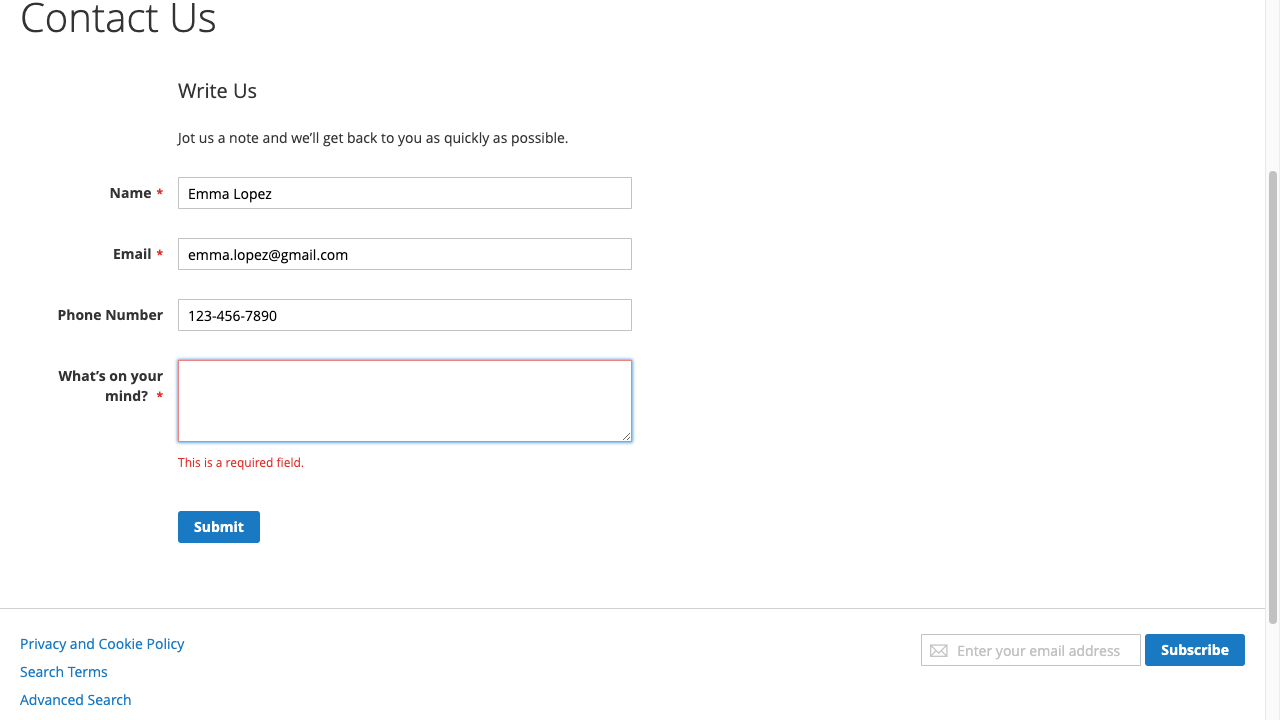 Contact Us
Write Us
Jot us a note and we’ll get back to you as quickly as possible.
Name *
Emma Lopez
Email *
emma.lopez@gmail.com
Phone Number
123-456-7890
What’s on your
mind? *
This is a required field.
Submit
Privacy and Cookie Policy
Enter your email address
Subscribe
Search Terms
Advanced Search